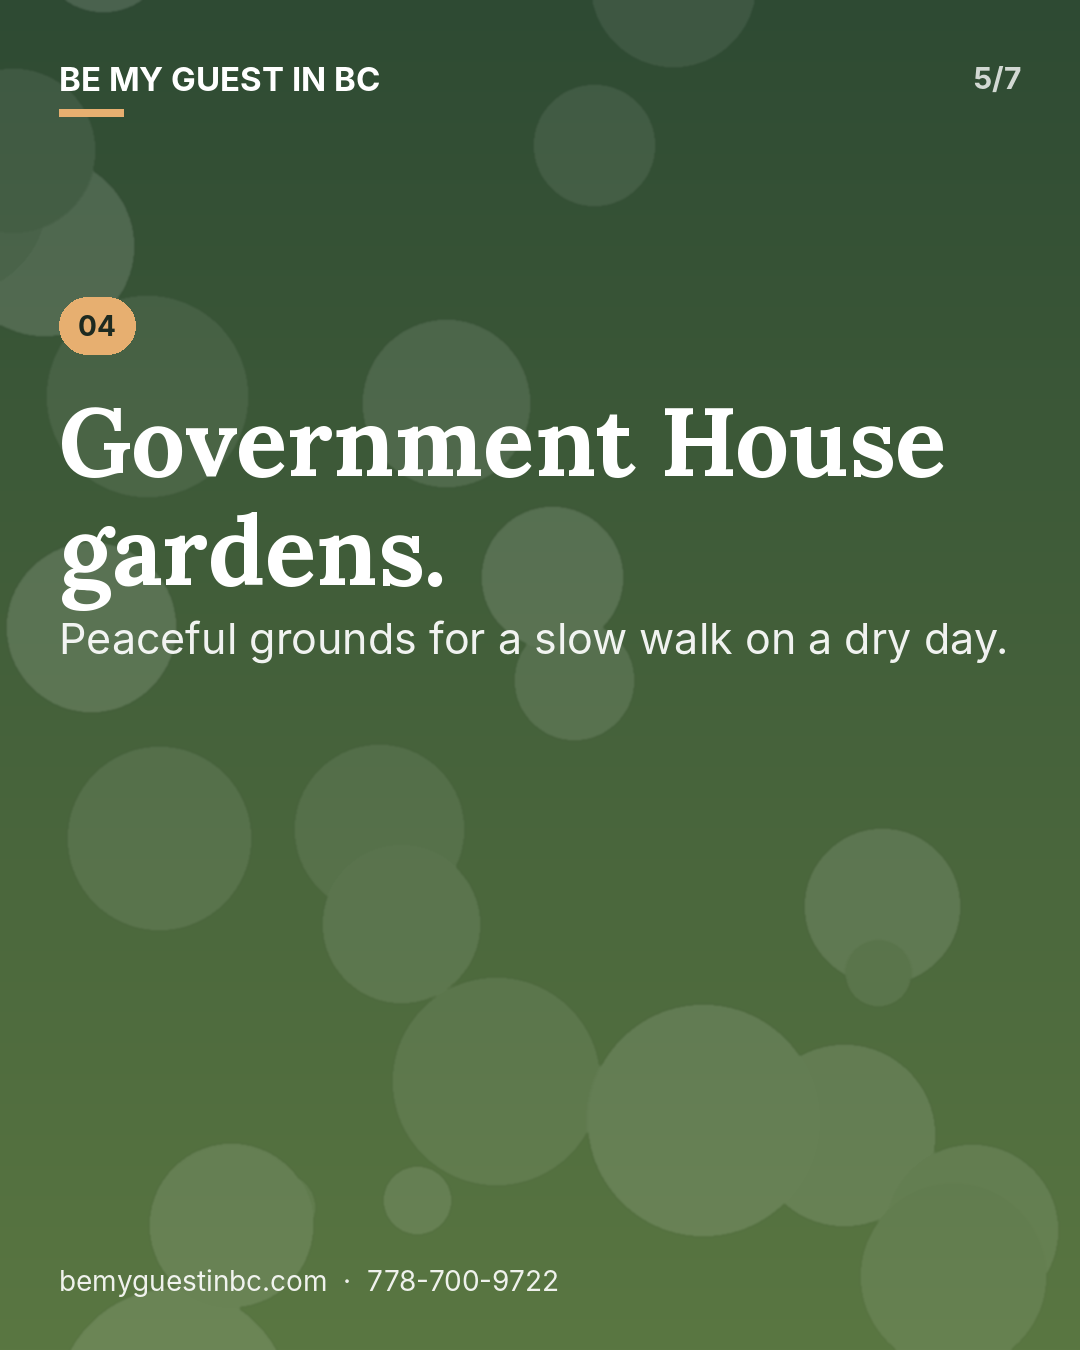 BE MY GUEST IN BC
5/7
04
Government House
gardens.
Peaceful grounds for a slow walk on a dry day.
bemyguestinbc.com · 778-700-9722